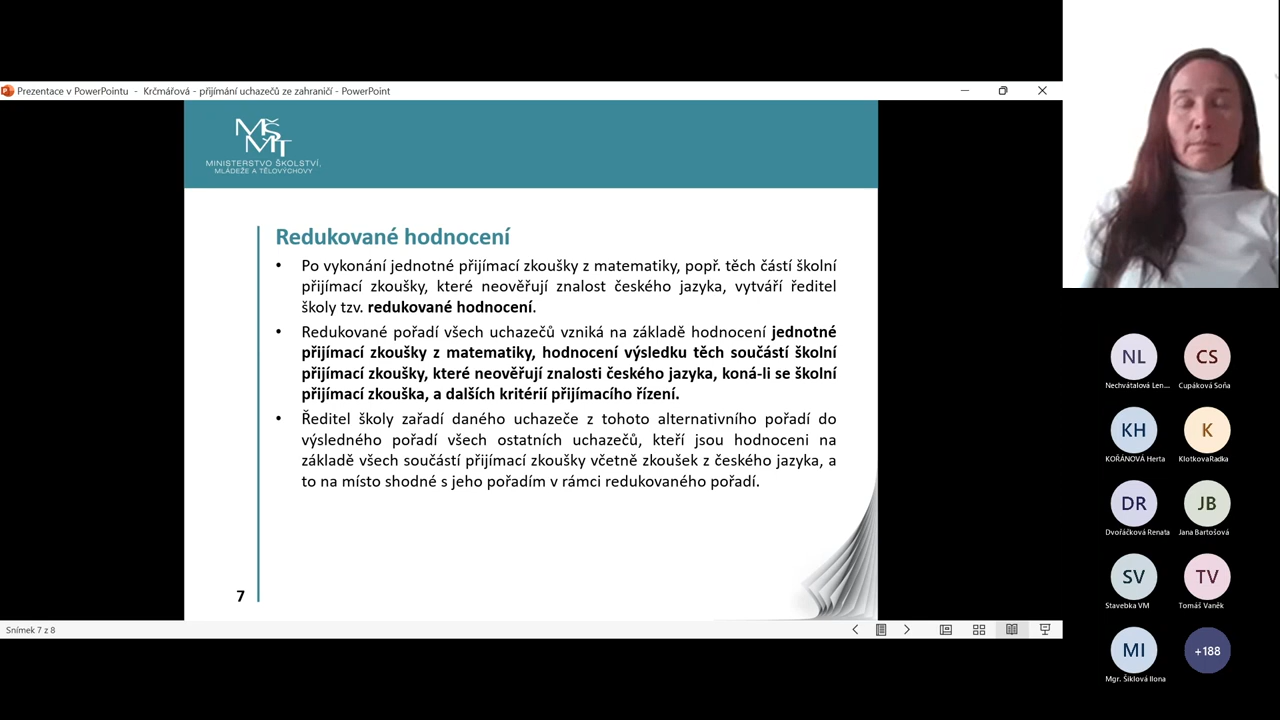 Prezentace v PowerPointu - Krčmářová - přijímání uchazečů ze zahraničí - PowerPoint
MŠ
MT
MINISTERSTVO ŠKOLSTVÍ,
MLÁDEŽE A TĚLOVÝCHOVY
Redukované hodnocení
• Po vykonání jednotné přijímací zkoušky z matematiky, popř. těch částí školní
přijímací zkoušky, které neověřují znalost českého jazyka, vytváří ředitel
školy tzv. redukované hodnocení.
• Redukované pořadí všech uchazečů vzniká na základě hodnocení jednotné
přijímací zkoušky z matematiky, hodnocení výsledku těch součástí školní
přijímací zkoušky, které neověřují znalosti českého jazyka, koná-li se školní
přijímací zkouška, a dalších kritérií přijímacího řízení.
• Ředitel školy zařadí daného uchazeče z tohoto alternativního pořadí do
výsledného pořadí všech ostatních uchazečů, kteří jsou hodnoceni na
základě všech součástí přijímací zkoušky včetně zkoušek z českého jazyka, a
to na místo shodné s jeho pořadím v rámci redukovaného pořadí.
7
Snímek 7 z 8
NL CS
Nechvátalová Len... Cupáková Soňa
KH K
KOŘÁNOVÁ Herta KlotkovaRadka
DR JB
Dvořáčková Renata Jana Bartošová
SV TV
Stavebka VM Tomáš Vaněk
MI +188
Mgr. Šiklová Ilona